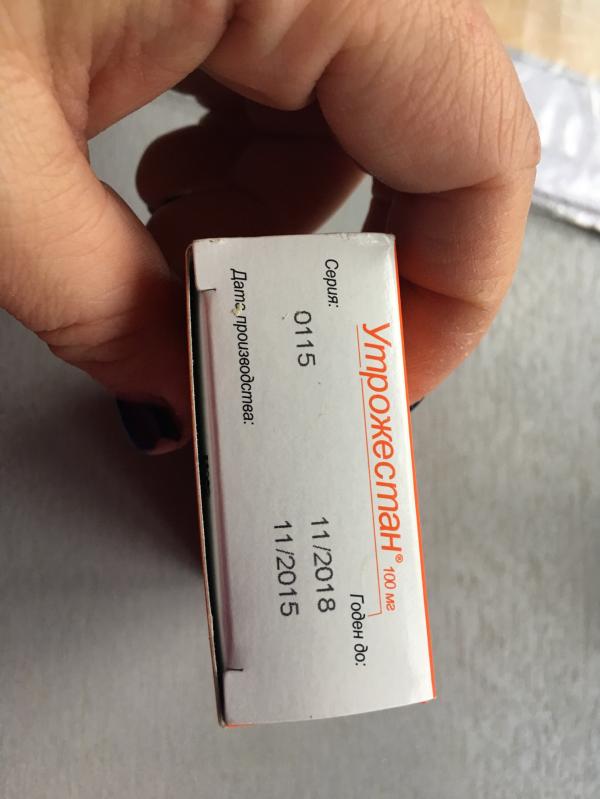 Утрожестан® 100 мг
Серия: Годен до:
0115 11/2018
Дата производства: 11/2015